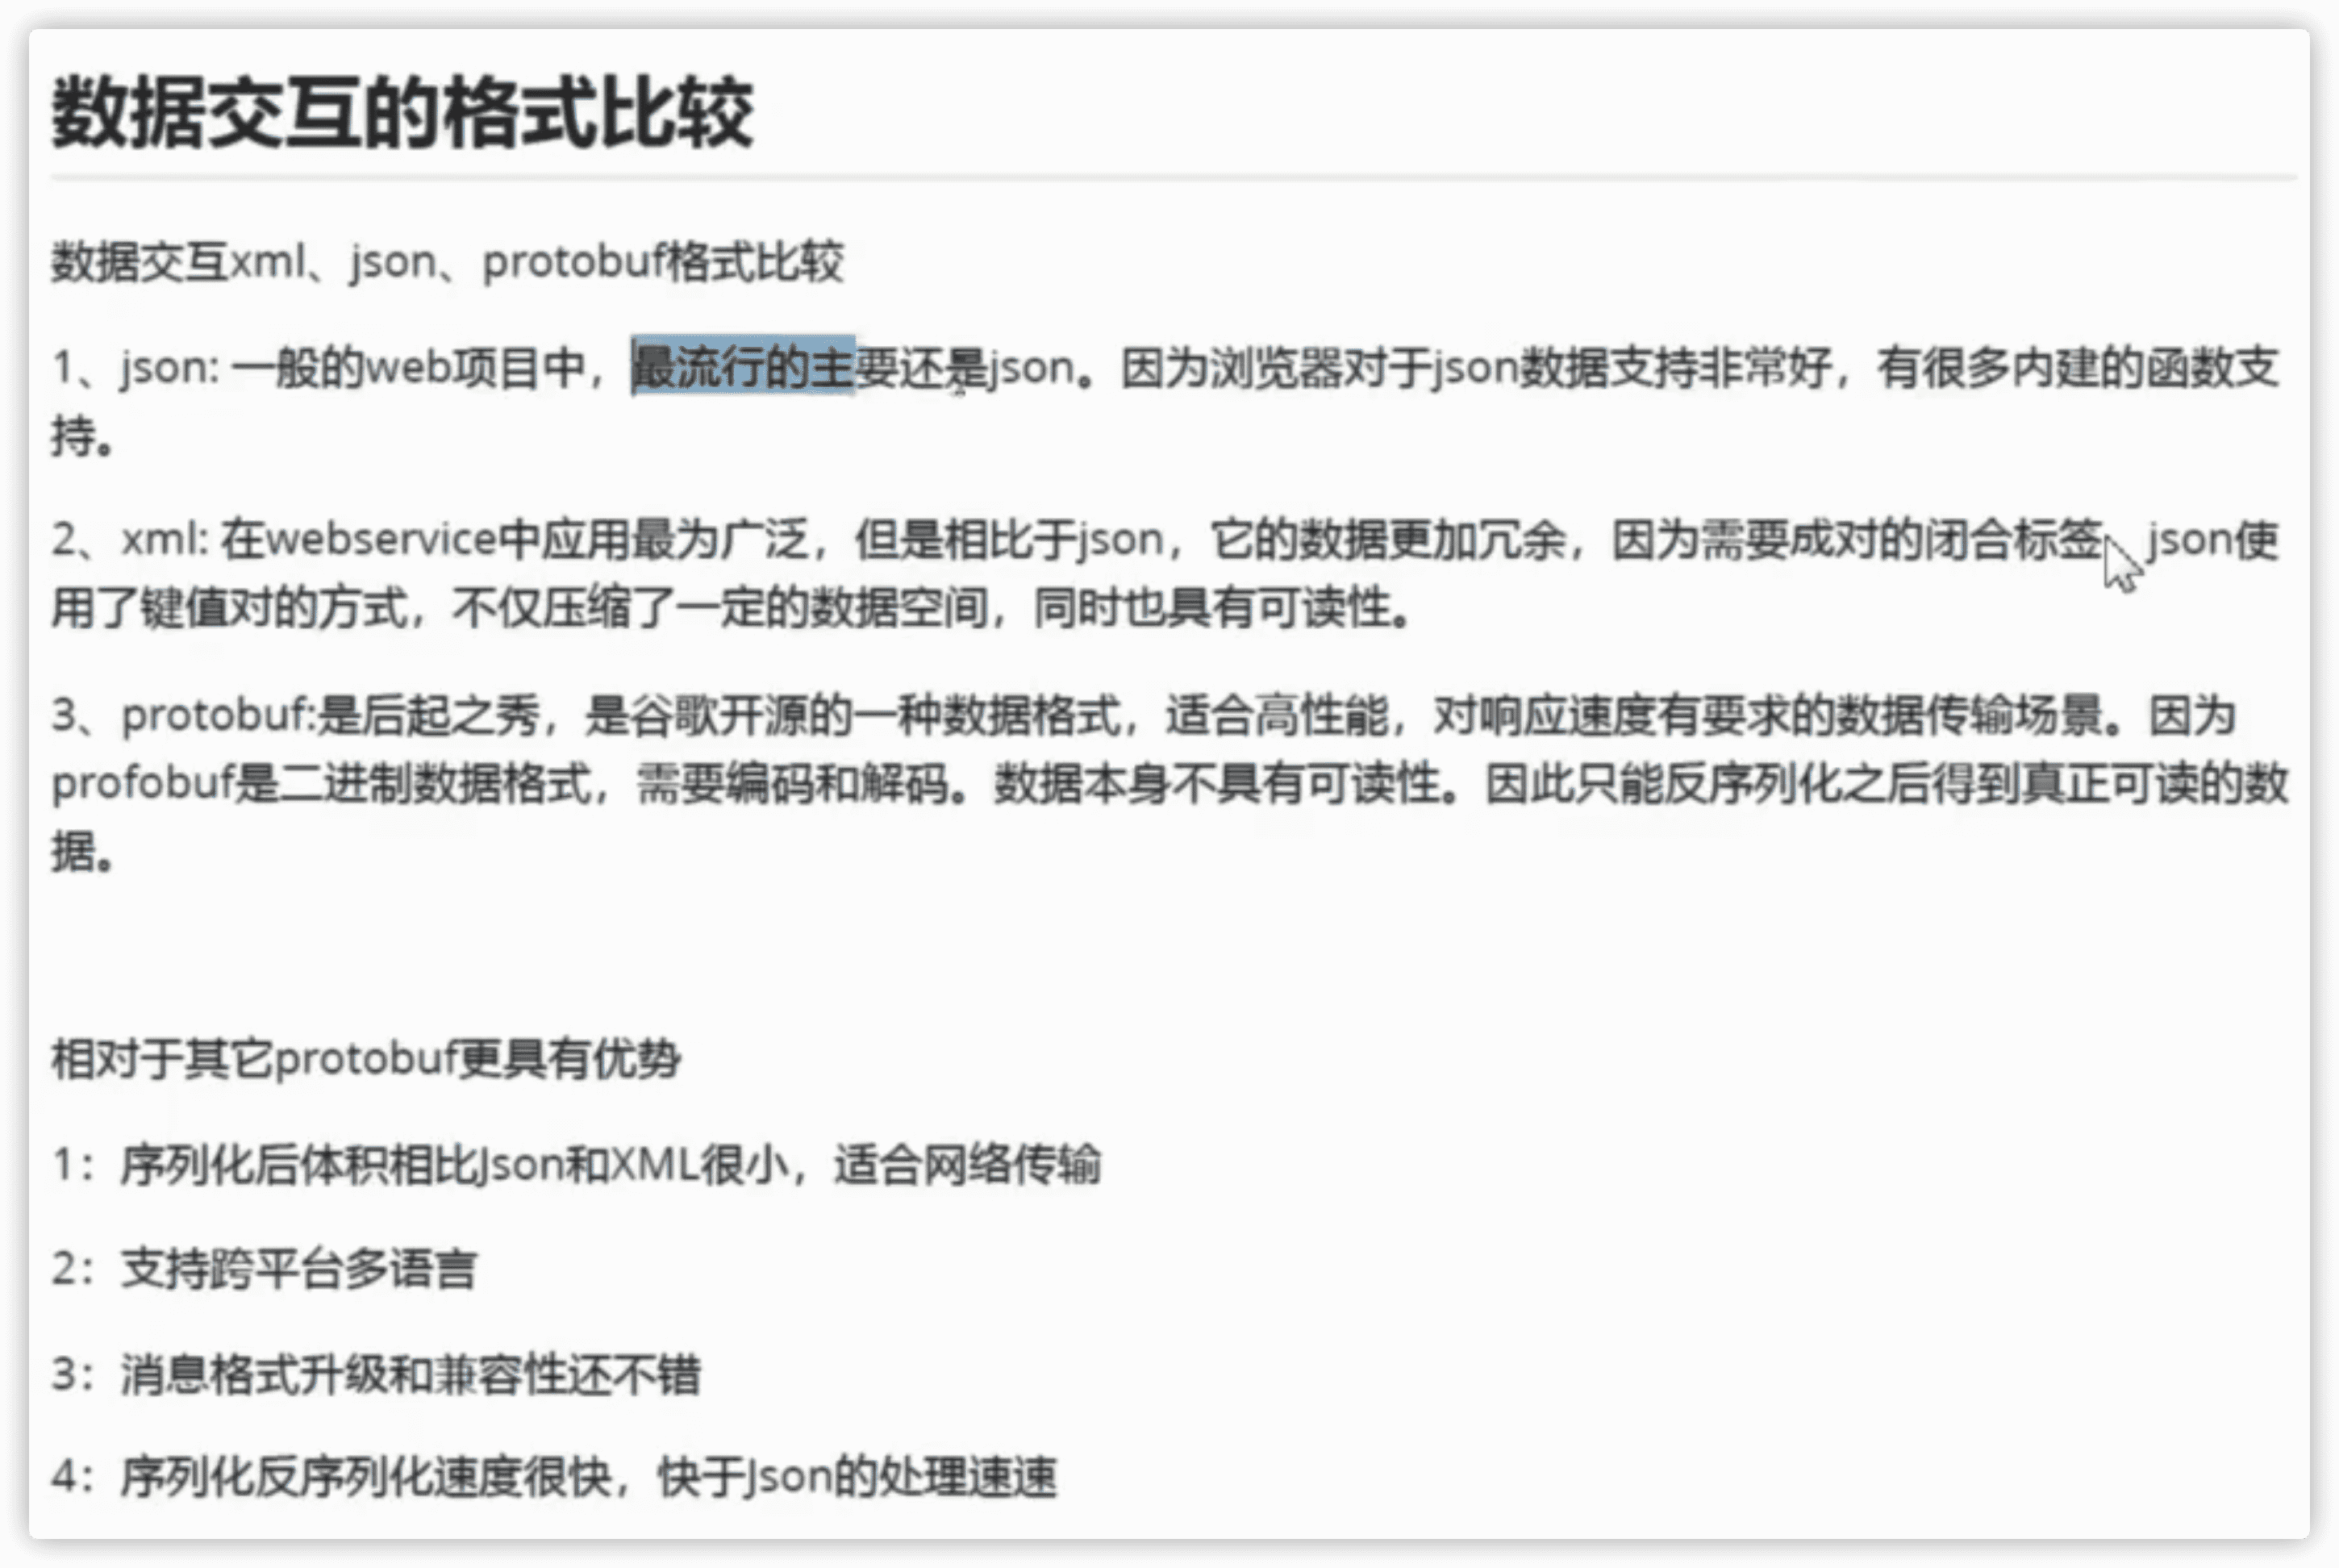 数据交互的格式比较
数据交互xml、json、protobuf格式比较
1、json: 一般的web项目中，最流行的主要还是json。因为浏览器对于json数据支持非常好，有很多内建的函数支
持。
2、xml: 在webservice中应用最为广泛，但是相比于json，它的数据更加冗余，因为需要成对的闭合标签。json使
用了键值对的方式，不仅压缩了一定的数据空间，同时也具有可读性。
3、protobuf:是后起之秀，是谷歌开源的一种数据格式，适合高性能，对响应速度有要求的数据传输场景。因为
profobuf是二进制数据格式，需要编码和解码。数据本身不具有可读性。因此只能反序列化之后得到真正可读的数
据。
相对于其它protobuf更具有优势
1：序列化后体积相比Json和XML很小，适合网络传输
2：支持跨平台多语言
3：消息格式升级和兼容性还不错
4：序列化反序列化速度很快，快于Json的处理速速